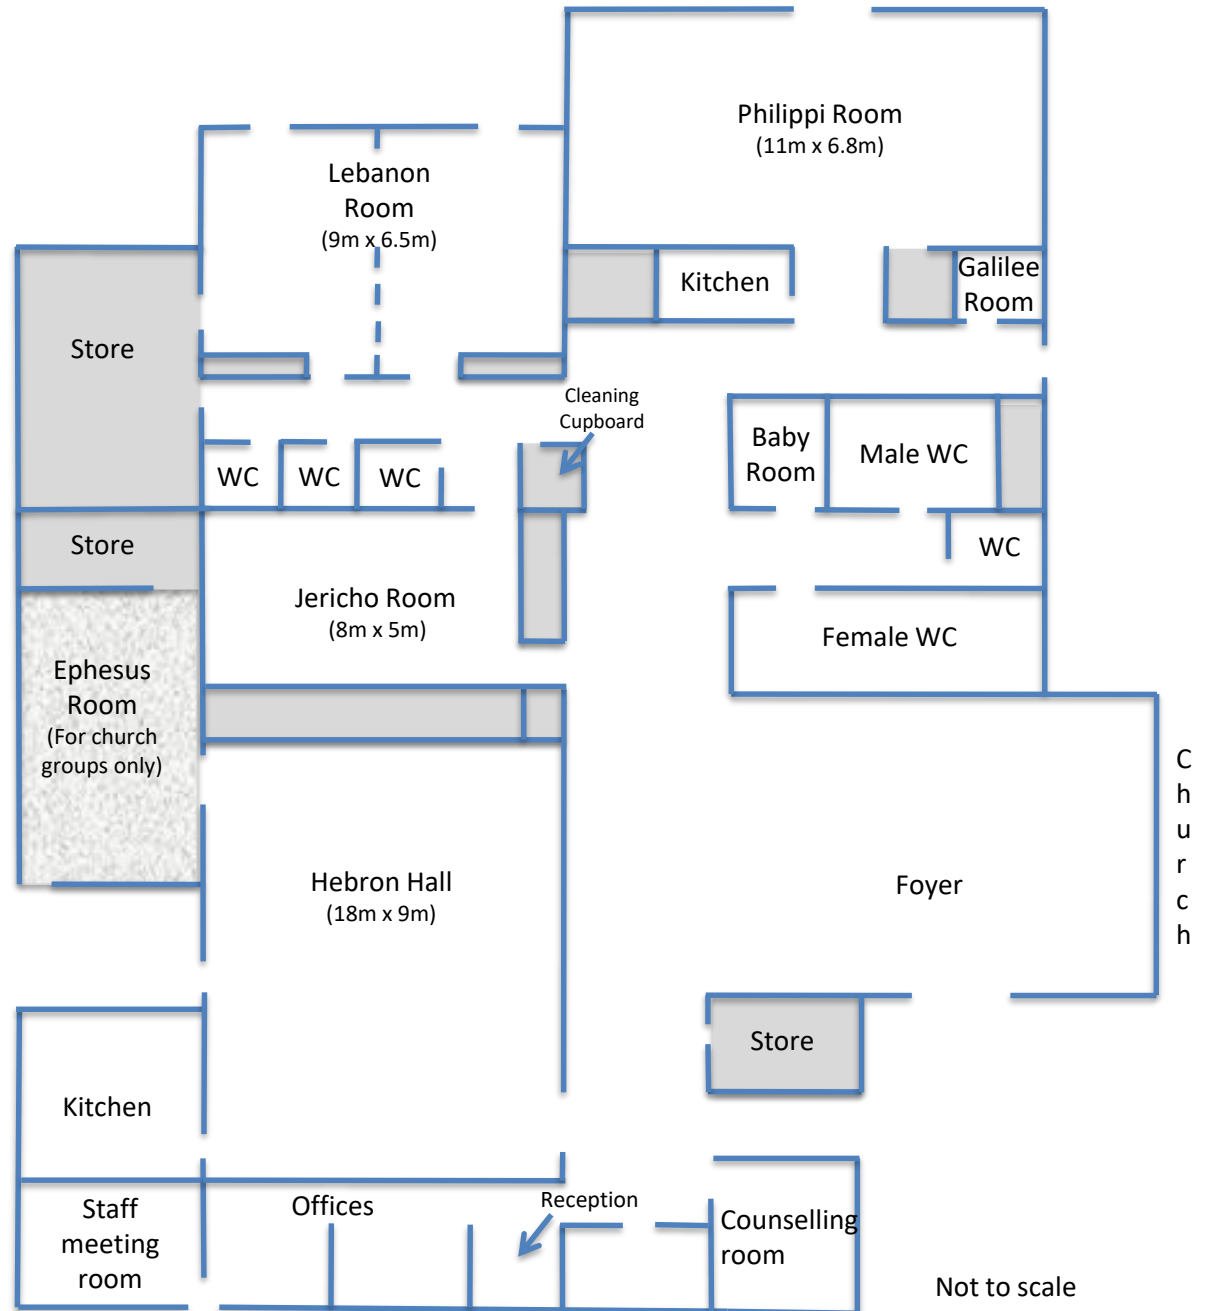 Philippi Room
(11m x 6.8m)
Lebanon
Room
(9m x 6.5m)
Kitchen
Galilee
Room
Store
Cleaning
Cupboard
Baby
Room
Male WC
WC
WC
WC
WC
Store
Jericho Room
(8m x 5m)
Female WC
Ephesus
Room
(For church
groups only)
C
h
u
r
c
h
Hebron Hall
(18m x 9m)
Foyer
Store
Kitchen
Staff
meeting
room
Offices
Reception
Counselling
room
Not to scale